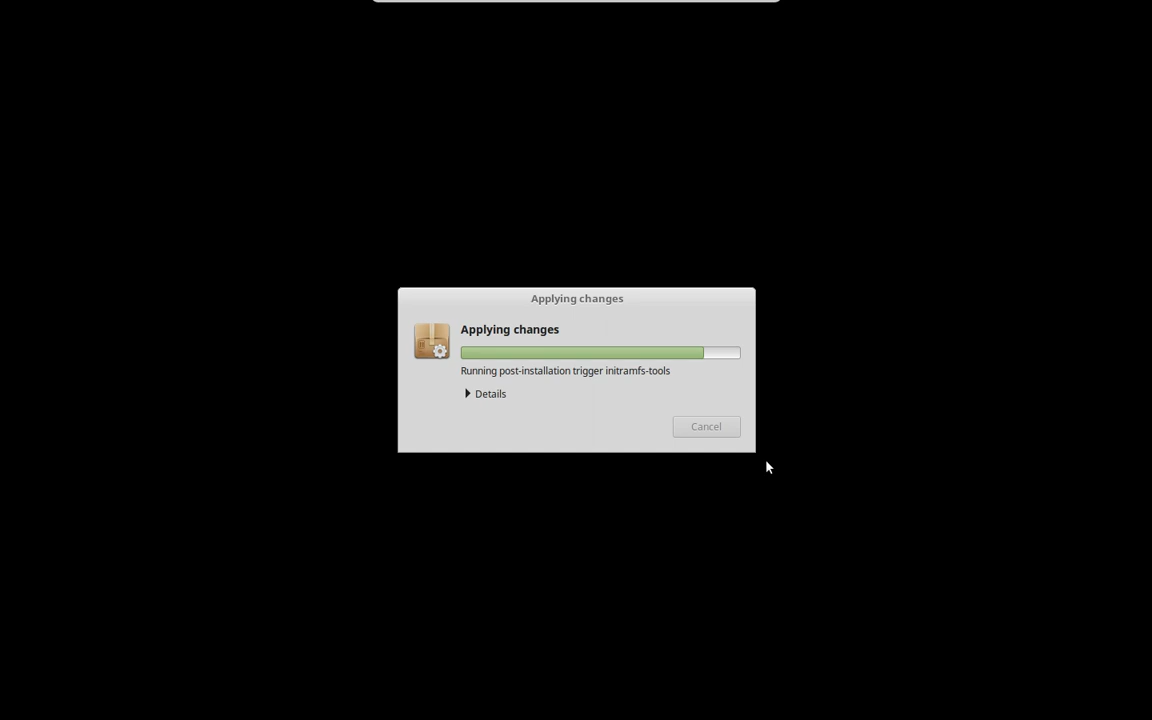 Applying changes
Applying changes
Running post-installation trigger initramfs-tools
Details
Cancel